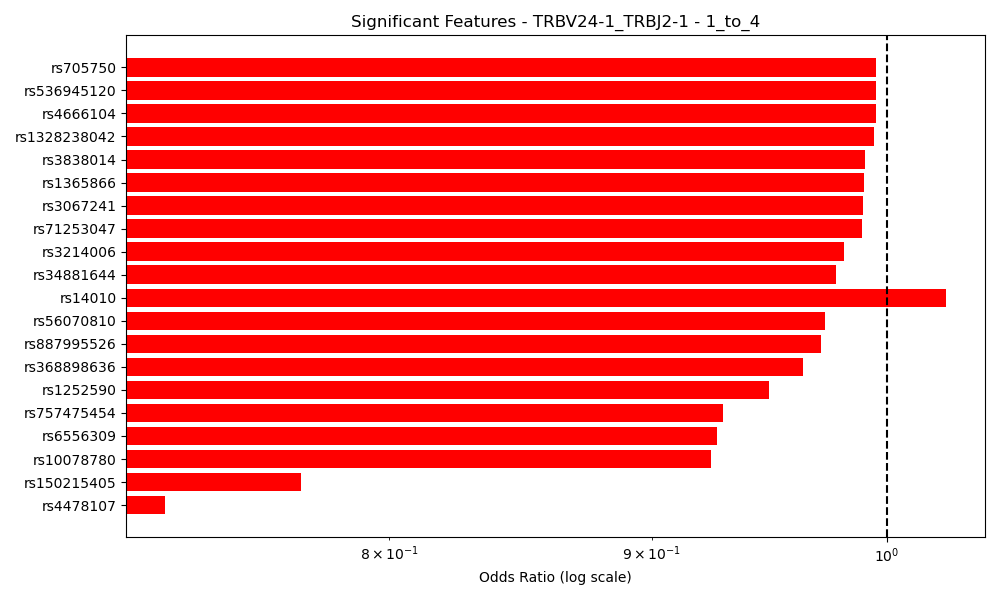 Significant Features - TRBV24-1_TRBJ2-1 - 1_to_4
rs705750
rs536945120
rs4666104
rs1328238042
rs3838014
rs1365866
rs3067241
rs71253047
rs3214006
rs34881644
rs14010
rs56070810
rs887995526
rs368898636
rs1252590
rs757475454
rs6556309
rs10078780
rs150215405
rs4478107
8 × 10⁻¹ 9 × 10⁻¹ 10⁰
Odds Ratio (log scale)